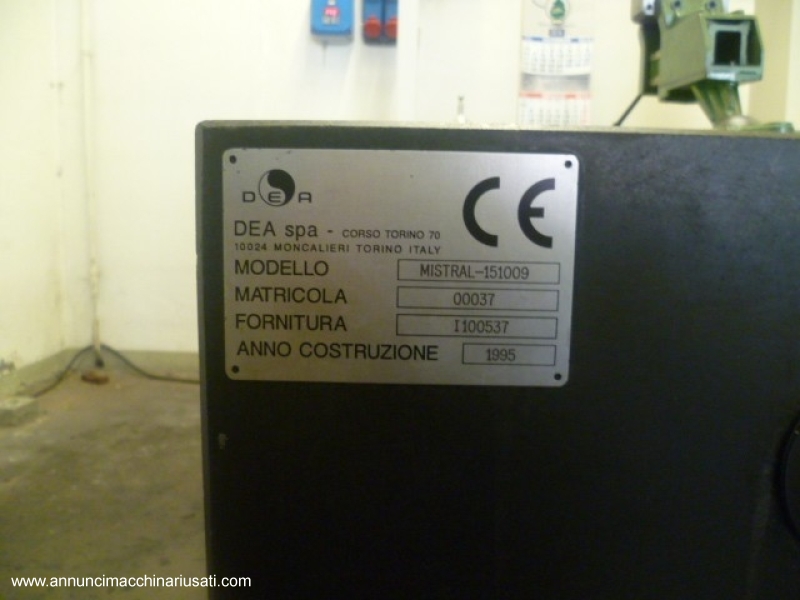 DEA
DEA spa - CORSO TORINO 70
10024 MONCALIERI TORINO ITALY
CE
MODELLO MISTRAL-151009
MATRICOLA 00037
FORNITURA I100537
ANNO COSTRUZIONE 1995
www.annuncimacchinariusati.com